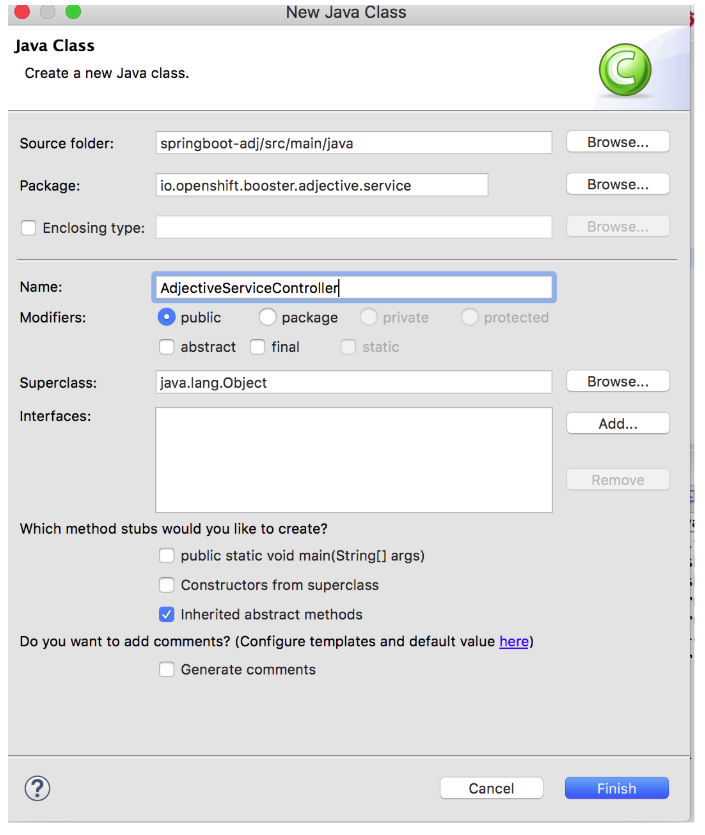 New Java Class
Java Class
Create a new Java class.
Source folder: springboot-adj/src/main/java Browse...
Package: io.openshift.booster.adjective.service Browse...
Enclosing type: Browse...
Name: AdjectiveServiceController
Modifiers: public package private protected
abstract final static
Superclass: java.lang.Object Browse...
Interfaces: Add...
Remove
Which method stubs would you like to create?
public static void main(String[] args)
Constructors from superclass
Inherited abstract methods
Do you want to add comments? (Configure templates and default value here)
Generate comments
? Cancel Finish